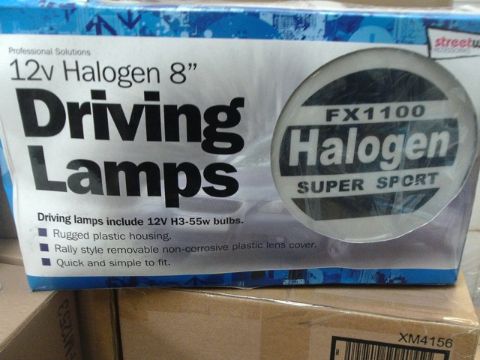 Professional Solutions
12v Halogen 8”
Driving
Lamps
Driving lamps include 12V H3-55w bulbs.
Rugged plastic housing.
Rally style removable non-corrosive plastic lens cover.
Quick and simple to fit.
FX1100
Halogen
SUPER SPORT
XM4156